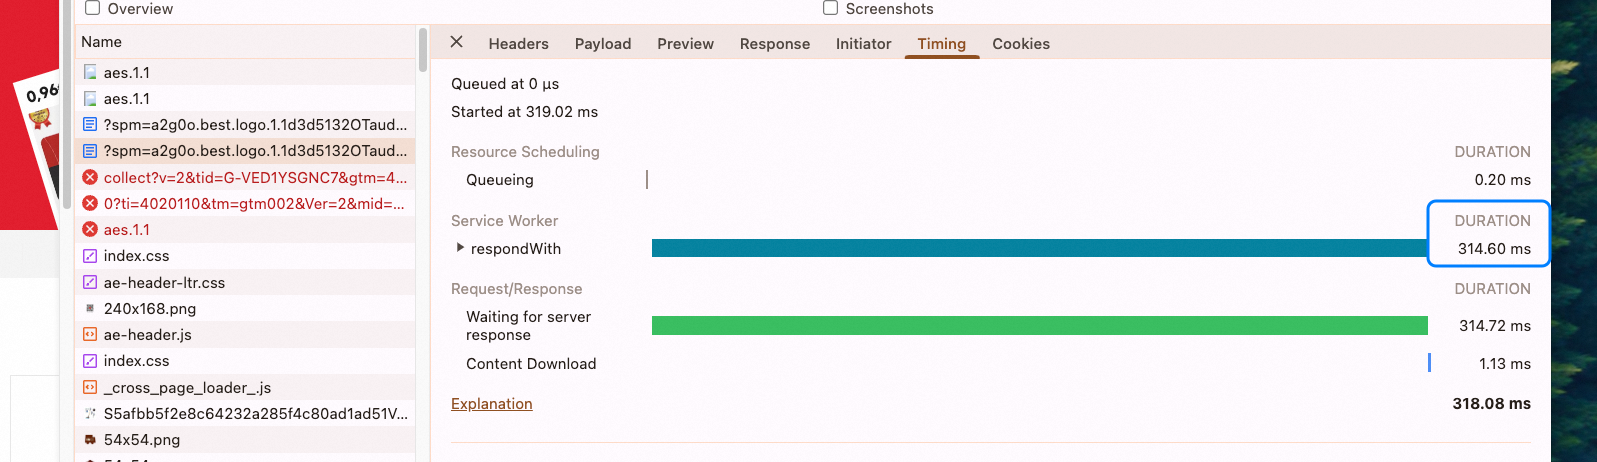 Overview
Screenshots
Name
Headers Payload Preview Response Initiator Timing Cookies
aes.1.1
aes.1.1
?spm=a2g0o.best.logo.1.1d3d5132OTaud...
?spm=a2g0o.best.logo.1.1d3d5132OTaud...
collect?v=2&tid=G-VED1YSGNC7&gtm=4...
0?ti=4020110&tm=gtm002&Ver=2&mid=...
aes.1.1
index.css
ae-header-ltr.css
240x168.png
ae-header.js
index.css
_cross_page_loader_.js
S5afbb5f2e8c64232a285f4c80ad1ad51V...
54x54.png
Queued at 0 μs
Started at 319.02 ms
Resource Scheduling DURATION
Queueing 0.20 ms
Service Worker DURATION
respondWith 314.60 ms
Request/Response DURATION
Waiting for server
response 314.72 ms
Content Download 1.13 ms
Explanation 318.08 ms